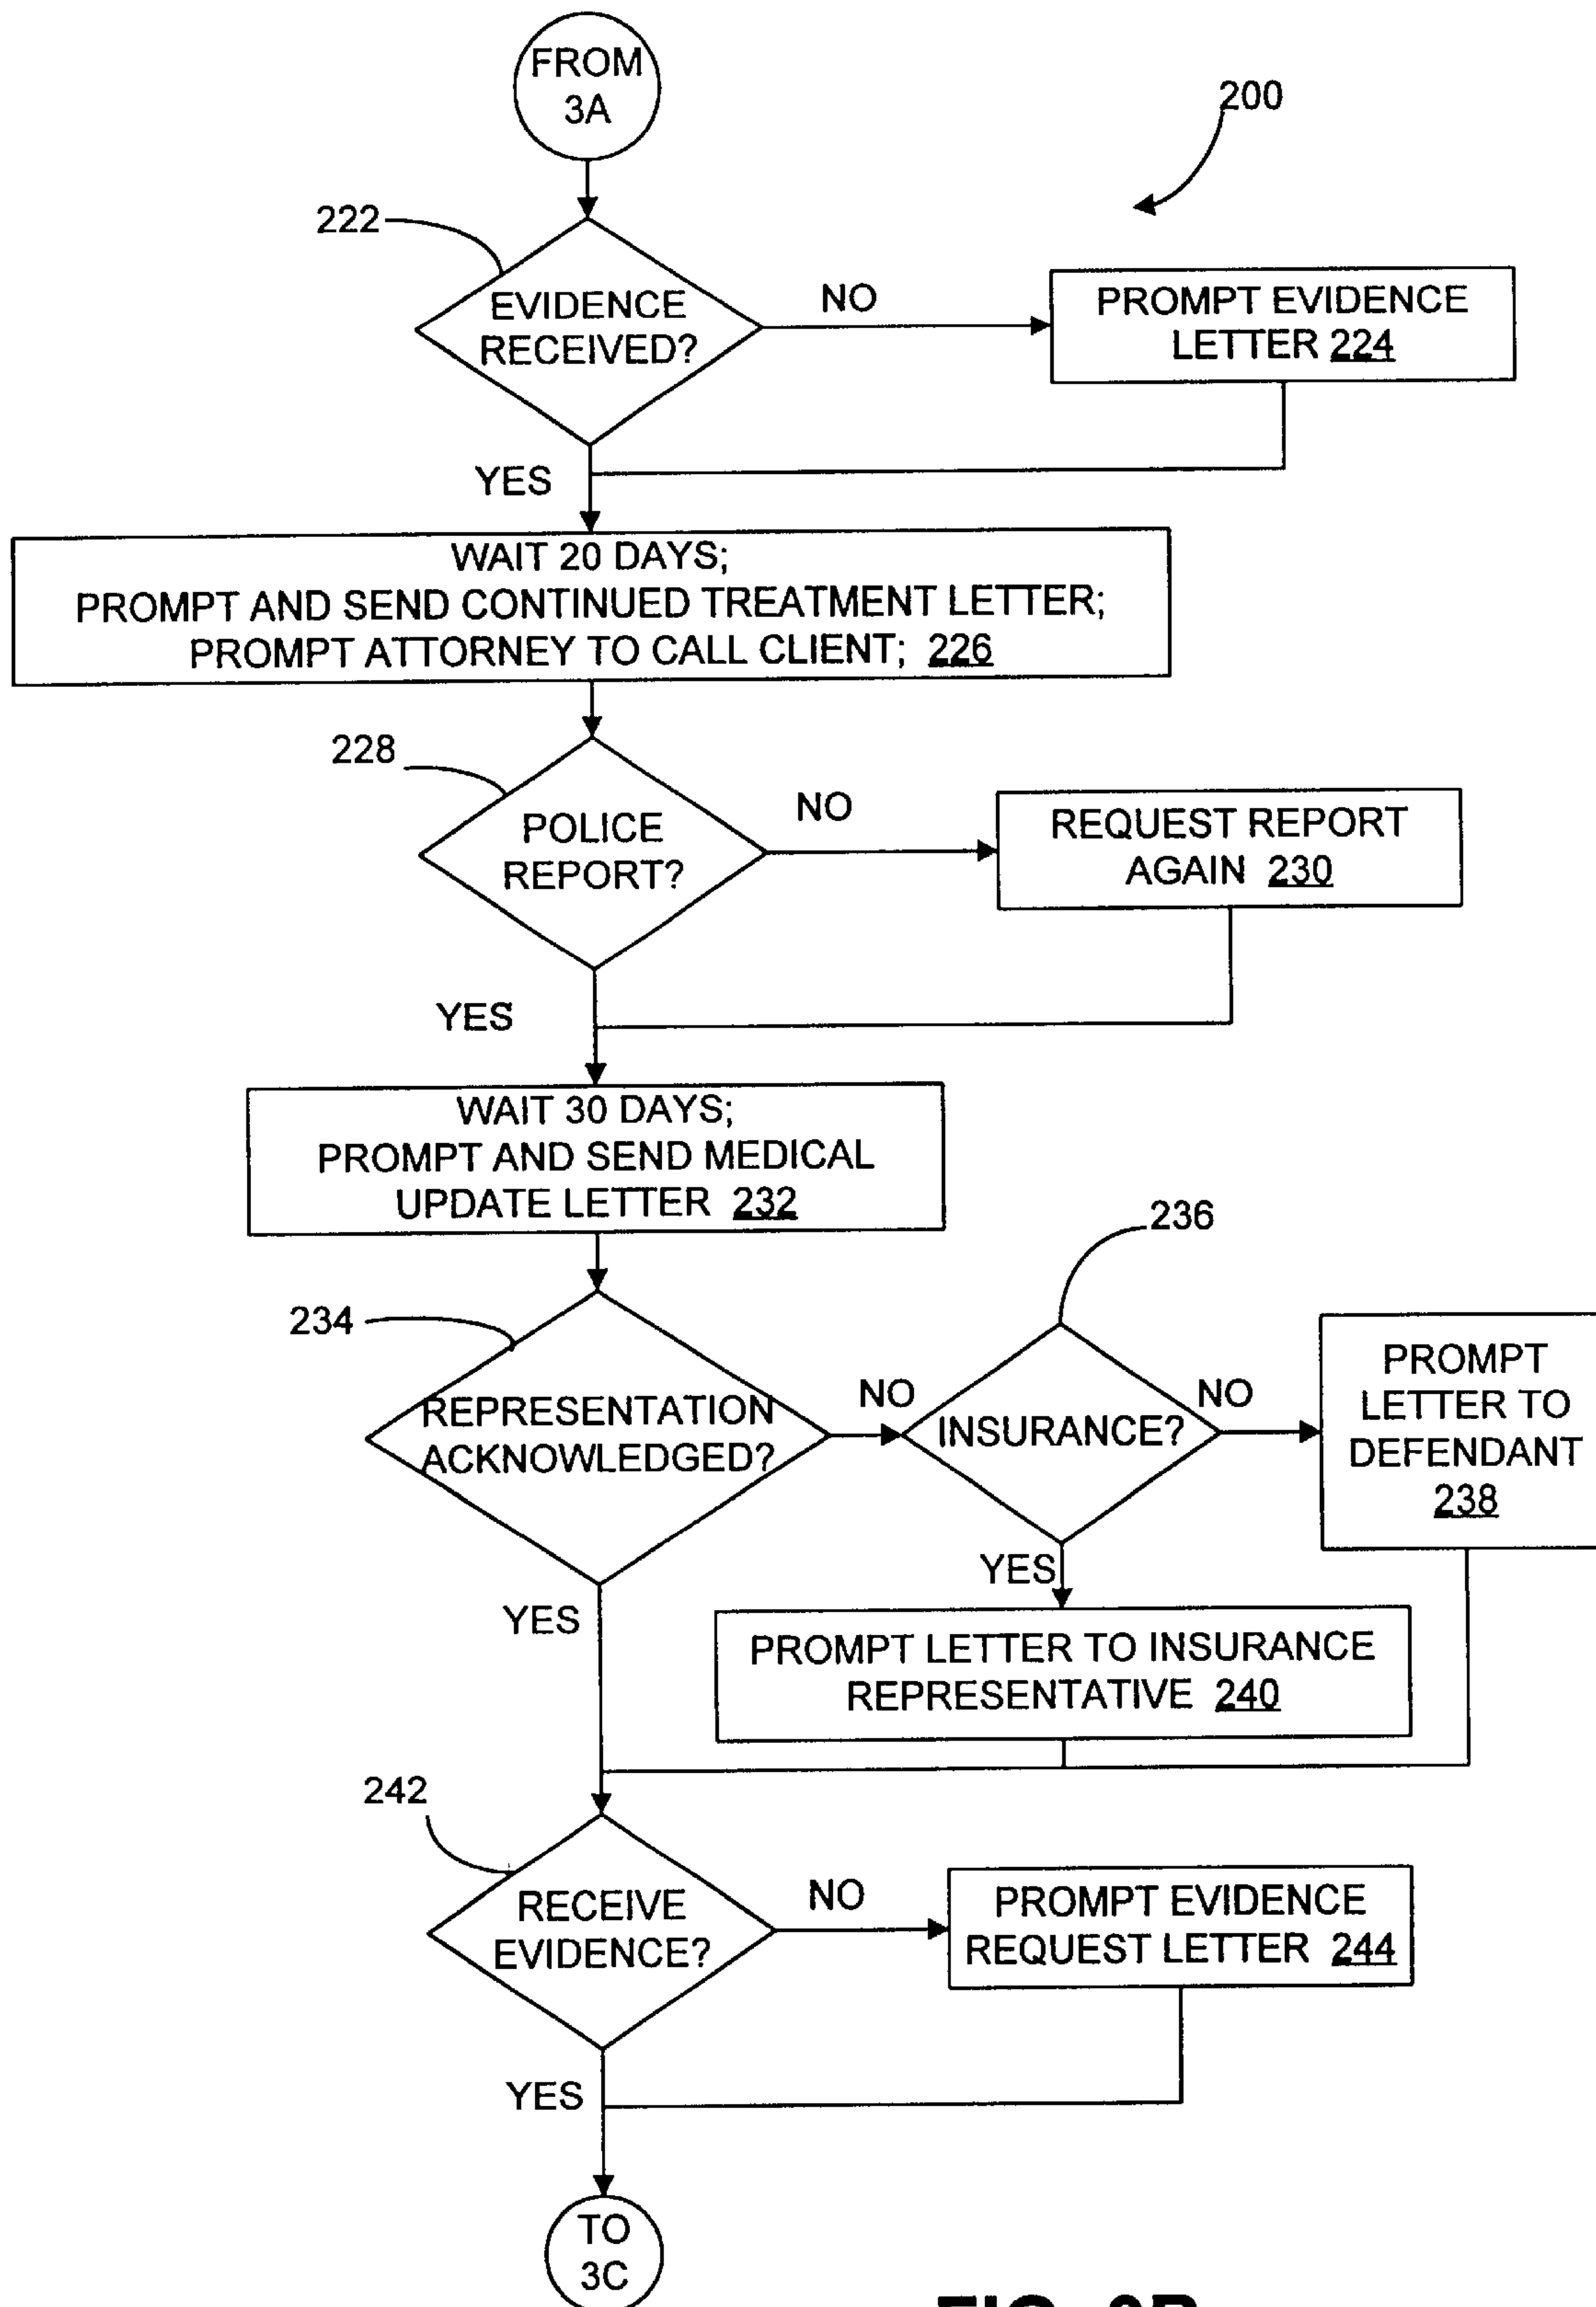 FROM
3A
200
222
EVIDENCE
RECEIVED?
NO
PROMPT EVIDENCE
LETTER 224
YES
WAIT 20 DAYS;
PROMPT AND SEND CONTINUED TREATMENT LETTER;
PROMPT ATTORNEY TO CALL CLIENT; 226
228
POLICE
REPORT?
NO
REQUEST REPORT
AGAIN 230
YES
WAIT 30 DAYS;
PROMPT AND SEND MEDICAL
UPDATE LETTER 232
236
234
REPRESENTATION
ACKNOWLEDGED?
NO
INSURANCE?
NO
PROMPT
LETTER TO
DEFENDANT
238
YES
YES
PROMPT LETTER TO INSURANCE
REPRESENTATIVE 240
242
RECEIVE
EVIDENCE?
NO
PROMPT EVIDENCE
REQUEST LETTER 244
YES
TO
3C